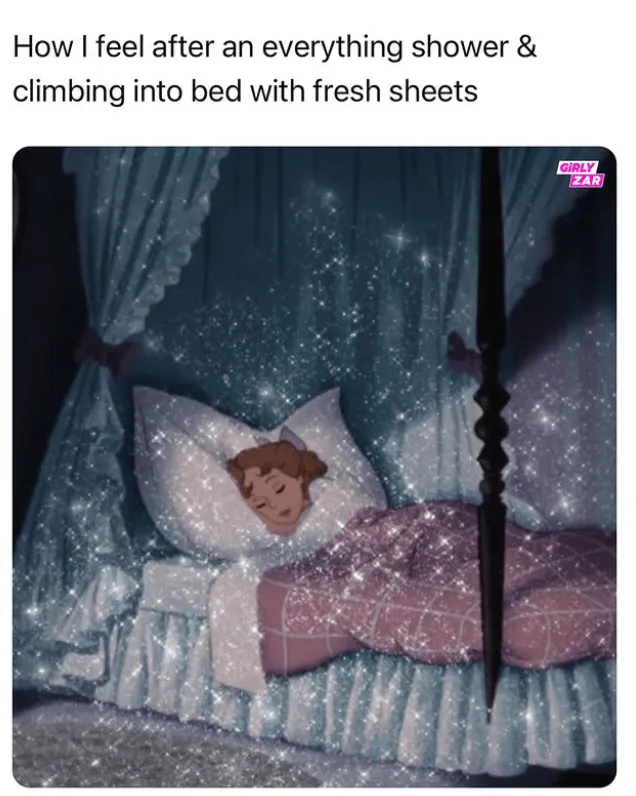 How I feel after an everything shower &
climbing into bed with fresh sheets
GiRLY
ZAR